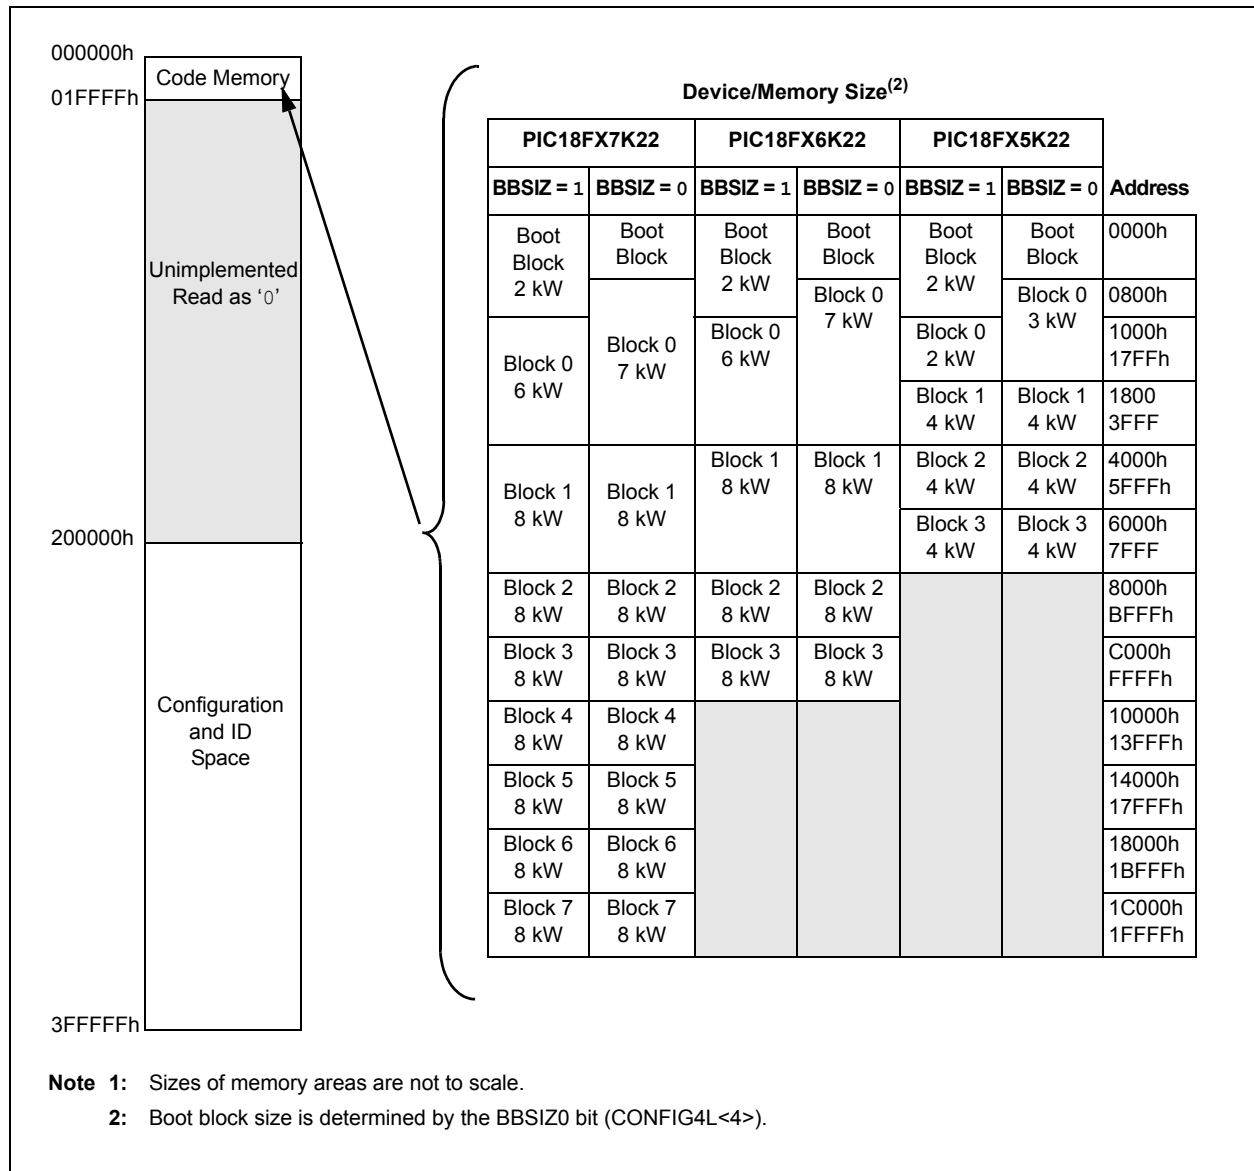 000000h
Code Memory
01FFFFh
Unimplemented
Read as ‘0’
200000h
Configuration
and ID
Space
3FFFFFh
Device/Memory Size(2)
PIC18FX7K22 PIC18FX6K22 PIC18FX5K22
BBSIZ = 1 BBSIZ = 0 BBSIZ = 1 BBSIZ = 0 BBSIZ = 1 BBSIZ = 0 Address
Boot Boot Boot Boot Boot Boot 0000h
Block Block Block Block Block Block
2 kW 2 kW 2 kW
Block 0 Block 0 0800h
7 kW 3 kW
Block 0 Block 0 Block 0 Block 0 1000h
6 kW 7 kW 6 kW 2 kW 17FFh
Block 1 Block 1 1800
4 kW 4 kW 3FFF
Block 1 Block 1 Block 1 Block 1 Block 2 Block 2 4000h
8 kW 8 kW 8 kW 8 kW 4 kW 4 kW 5FFFh
Block 3 Block 3 6000h
4 kW 4 kW 7FFF
Block 2 Block 2 Block 2 Block 2 8000h
8 kW 8 kW 8 kW 8 kW BFFFh
Block 3 Block 3 Block 3 Block 3 C000h
8 kW 8 kW 8 kW 8 kW FFFFh
Block 4 Block 4 10000h
8 kW 8 kW 13FFFh
Block 5 Block 5 14000h
8 kW 8 kW 17FFFh
Block 6 Block 6 18000h
8 kW 8 kW 1BFFFh
Block 7 Block 7 1C000h
8 kW 8 kW 1FFFFh
Note 1: Sizes of memory areas are not to scale.
2: Boot block size is determined by the BBSIZ0 bit (CONFIG4L<4>).